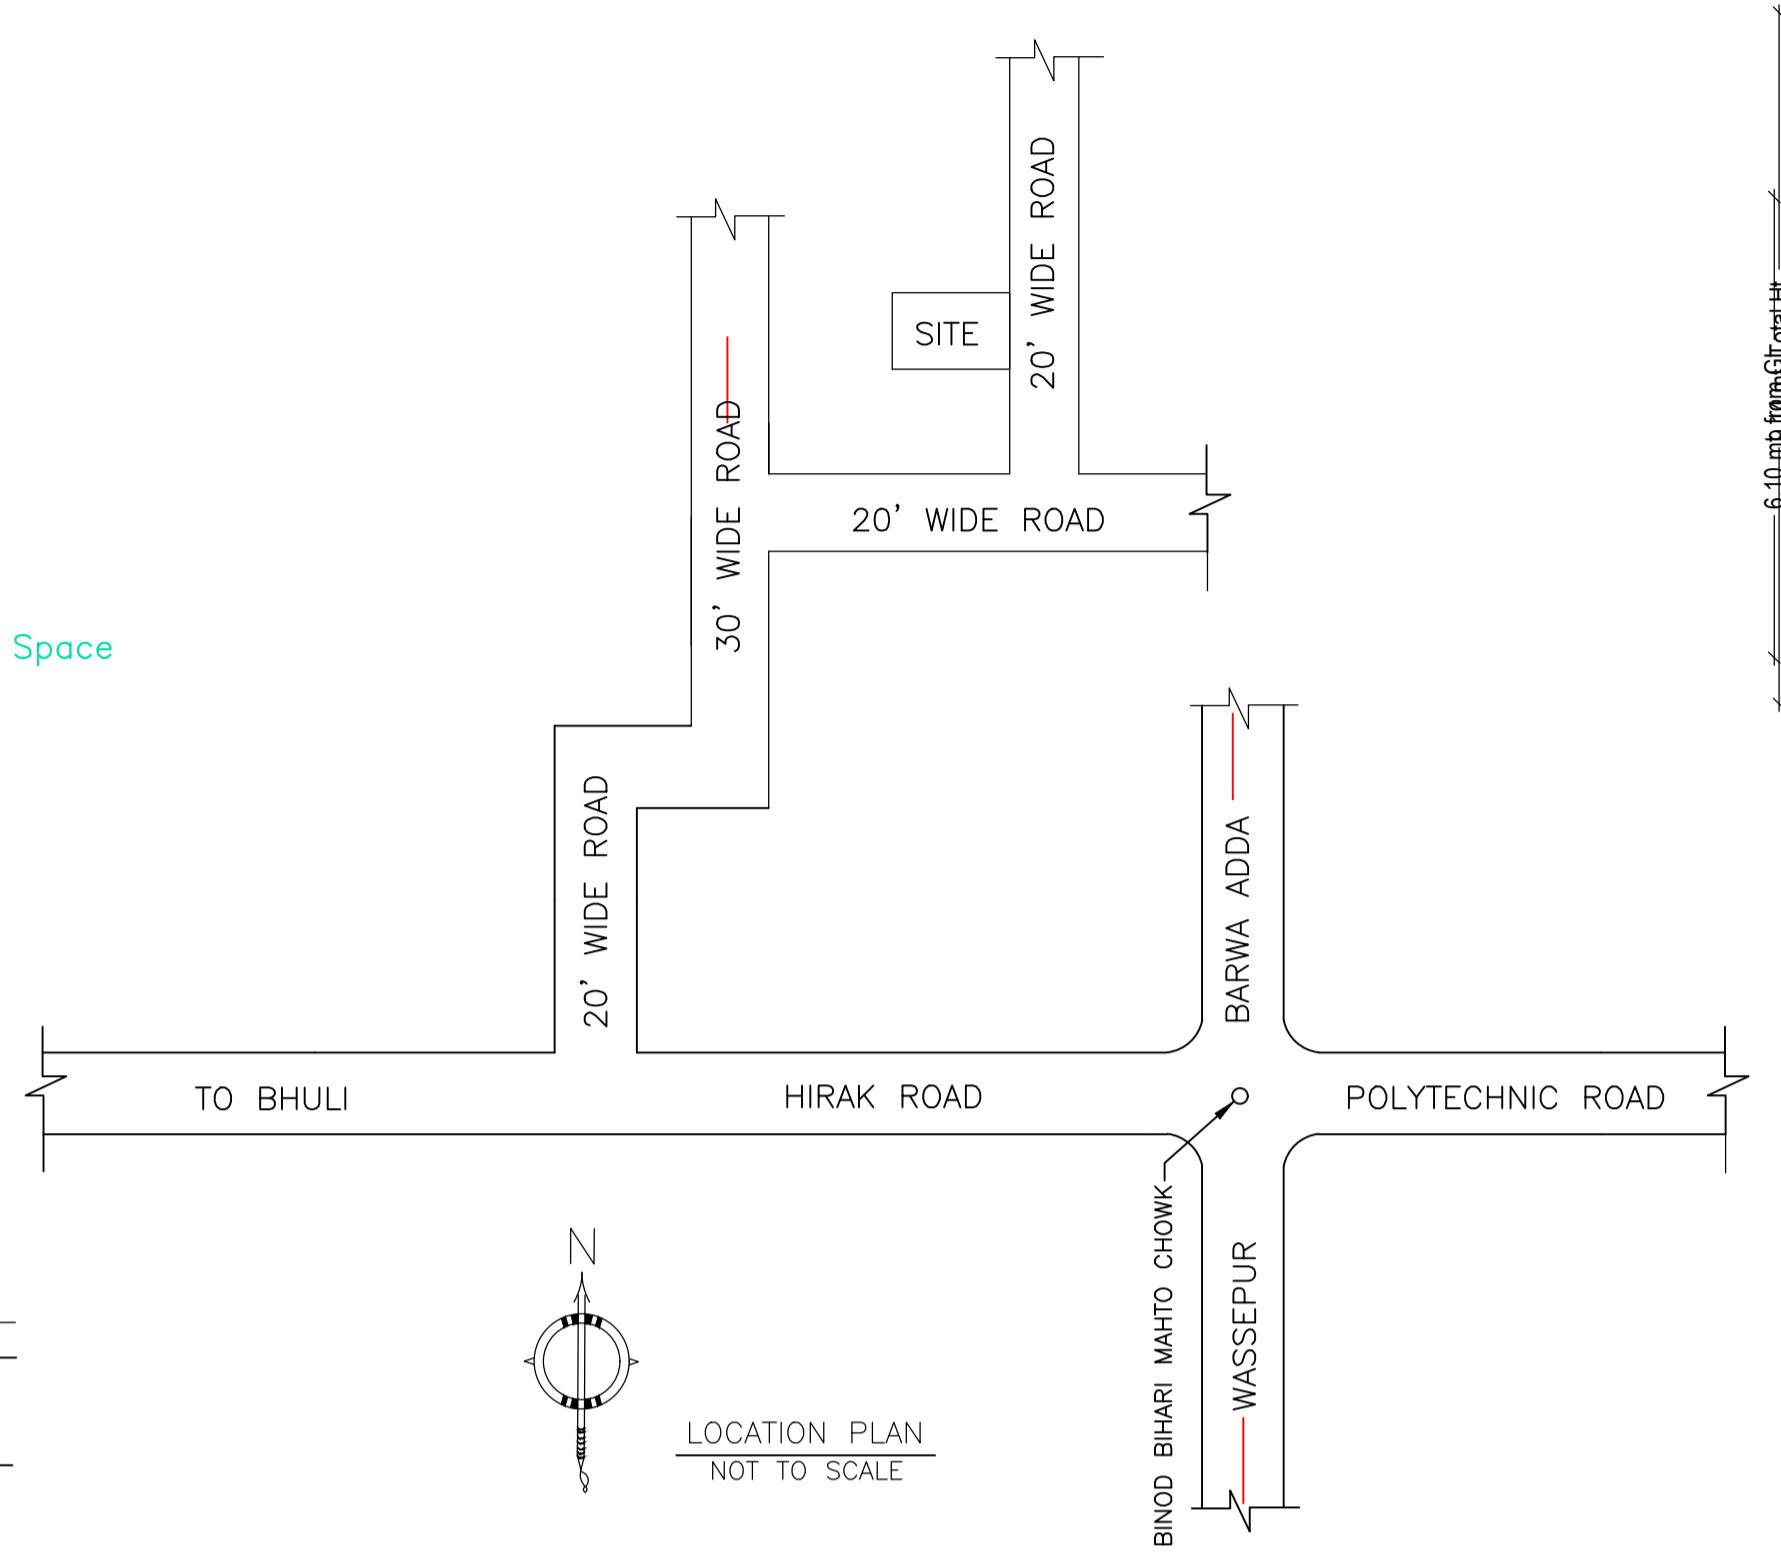 20' WIDE ROAD
SITE
30' WIDE ROAD
20' WIDE ROAD
Space
20' WIDE ROAD
BARWA ADDA
TO BHULI
HIRAK ROAD
POLYTECHNIC ROAD
BINOD BIHARI MAHTO CHOWK
WASSEPUR
N
LOCATION PLAN
NOT TO SCALE